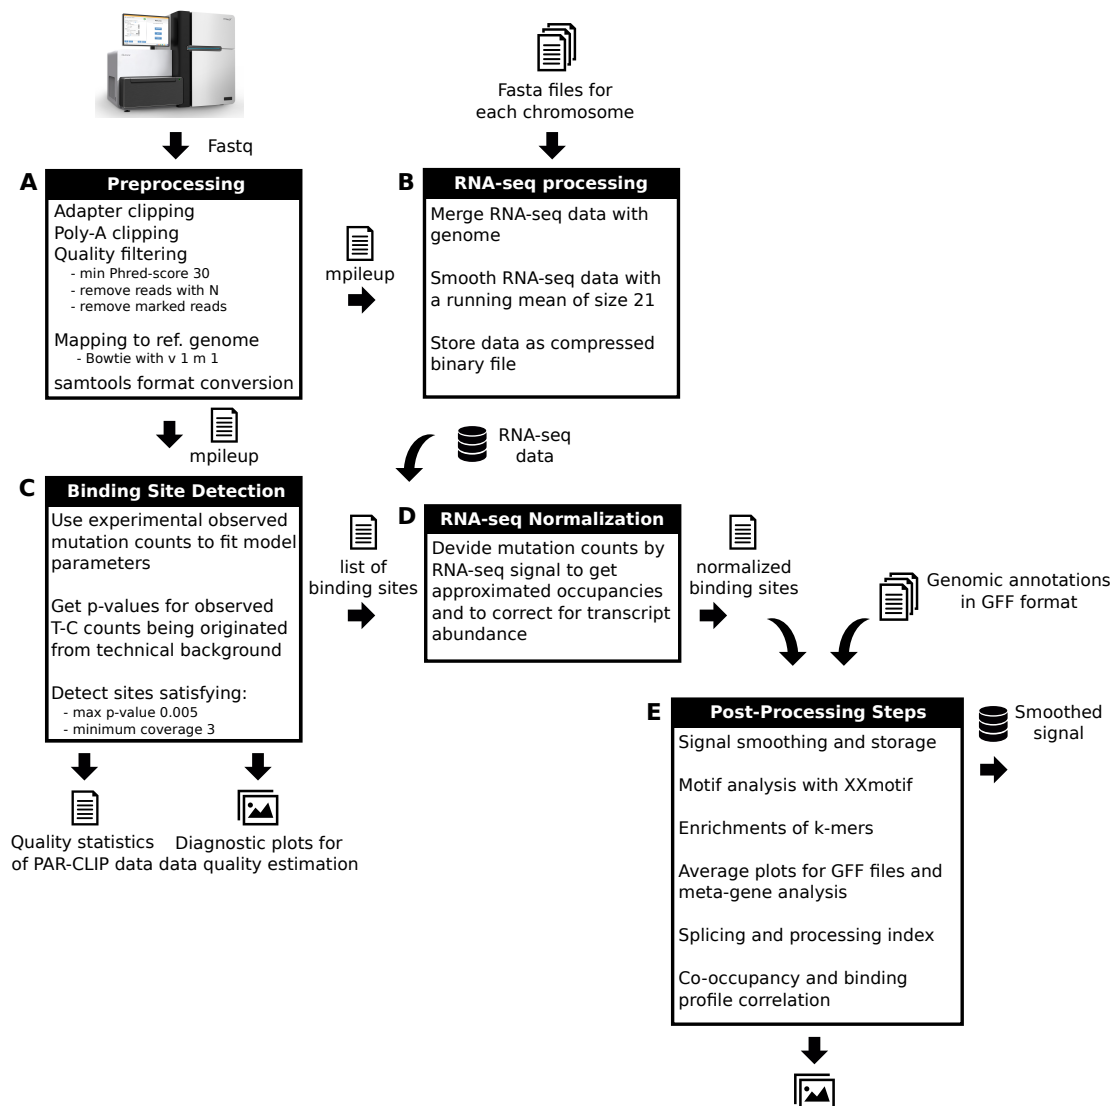 Fasta files for
each chromosome
Fastq
A
Preprocessing
Adapter clipping
Poly-A clipping
Quality filtering
- min Phred-score 30
- remove reads with N
- remove marked reads
Mapping to ref. genome
- Bowtie with v 1 m 1
samtools format conversion
mpileup
B
RNA-seq processing
Merge RNA-seq data with
genome
Smooth RNA-seq data with
a running mean of size 21
Store data as compressed
binary file
mpileup
RNA-seq
data
C
Binding Site Detection
Use experimental observed
mutation counts to fit model
parameters
Get p-values for observed
T-C counts being originated
from technical background
Detect sites satisfying:
- max p-value 0.005
- minimum coverage 3
list of
binding sites
D
RNA-seq Normalization
Devide mutation counts by
RNA-seq signal to get
approximated occupancies
and to correct for transcript
abundance
normalized
binding sites
Genomic annotations
in GFF format
Quality statistics
of PAR-CLIP data
Diagnostic plots for
data quality estimation
E
Post-Processing Steps
Signal smoothing and storage
Motif analysis with XXmotif
Enrichments of k-mers
Average plots for GFF files and
meta-gene analysis
Splicing and processing index
Co-occupancy and binding
profile correlation
Smoothed
signal